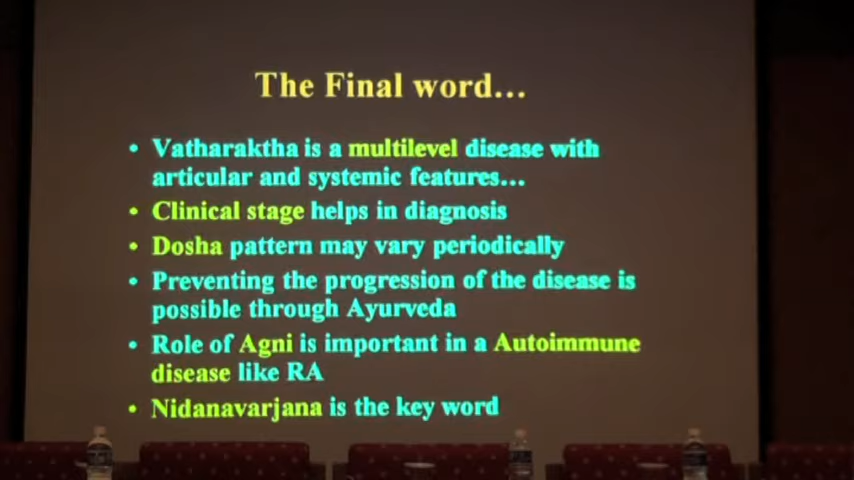 The Final word...
• Vatharaktha is a multilevel disease with
articular and systemic features...
• Clinical stage helps in diagnosis
• Dosha pattern may vary periodically
• Preventing the progression of the disease is
possible through Ayurveda
• Role of Agni is important in a Autoimmune
disease like RA
• Nidanavarjana is the key word